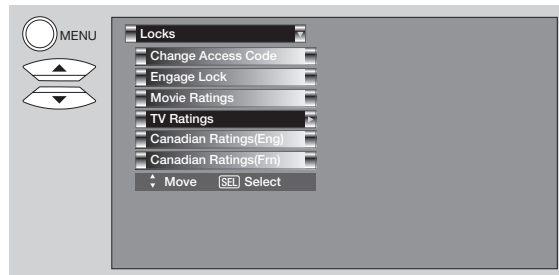 MENU
Locks
Change Access Code
Engage Lock
Movie Ratings
TV Ratings
Canadian Ratings(Eng)
Canadian Ratings(Frn)
Move SEL Select